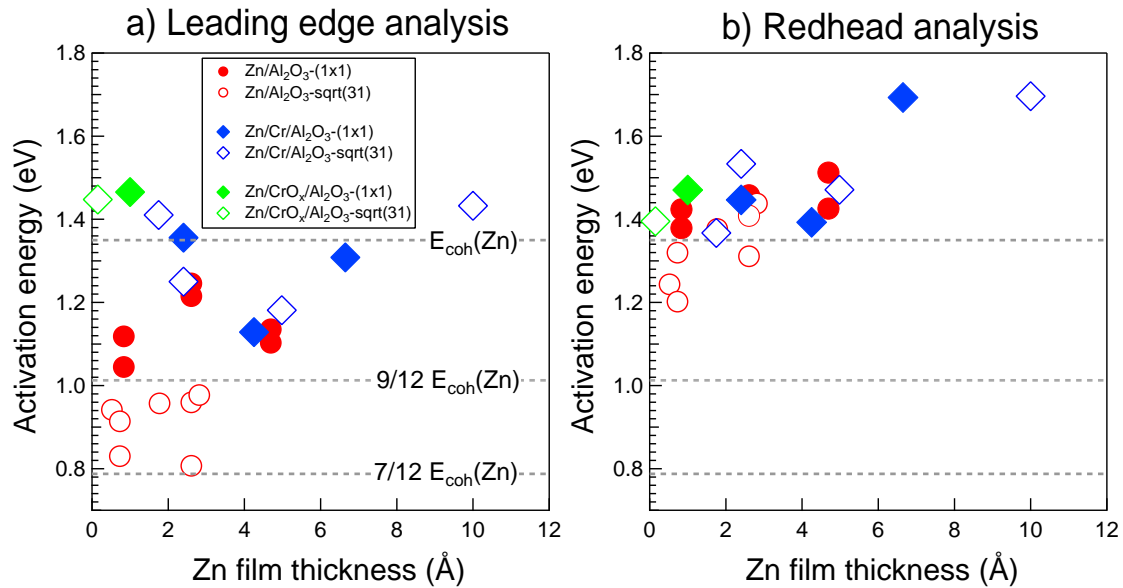 a) Leading edge analysis
Activation energy (eV)
1.8
1.6
1.4
1.2
1.0
0.8
Zn/Al₂O₃-(1x1)
Zn/Al₂O₃-sqrt(31)
Zn/Cr/Al₂O₃-(1x1)
Zn/Cr/Al₂O₃-sqrt(31)
Zn/CrOₓ/Al₂O₃-(1x1)
Zn/CrOₓ/Al₂O₃-sqrt(31)
E_coh(Zn)
9/12 E_coh(Zn)
7/12 E_coh(Zn)
0 2 4 6 8 10 12
Zn film thickness (Å)
b) Redhead analysis
Activation energy (eV)
1.8
1.6
1.4
1.2
1.0
0.8
0 2 4 6 8 10 12
Zn film thickness (Å)